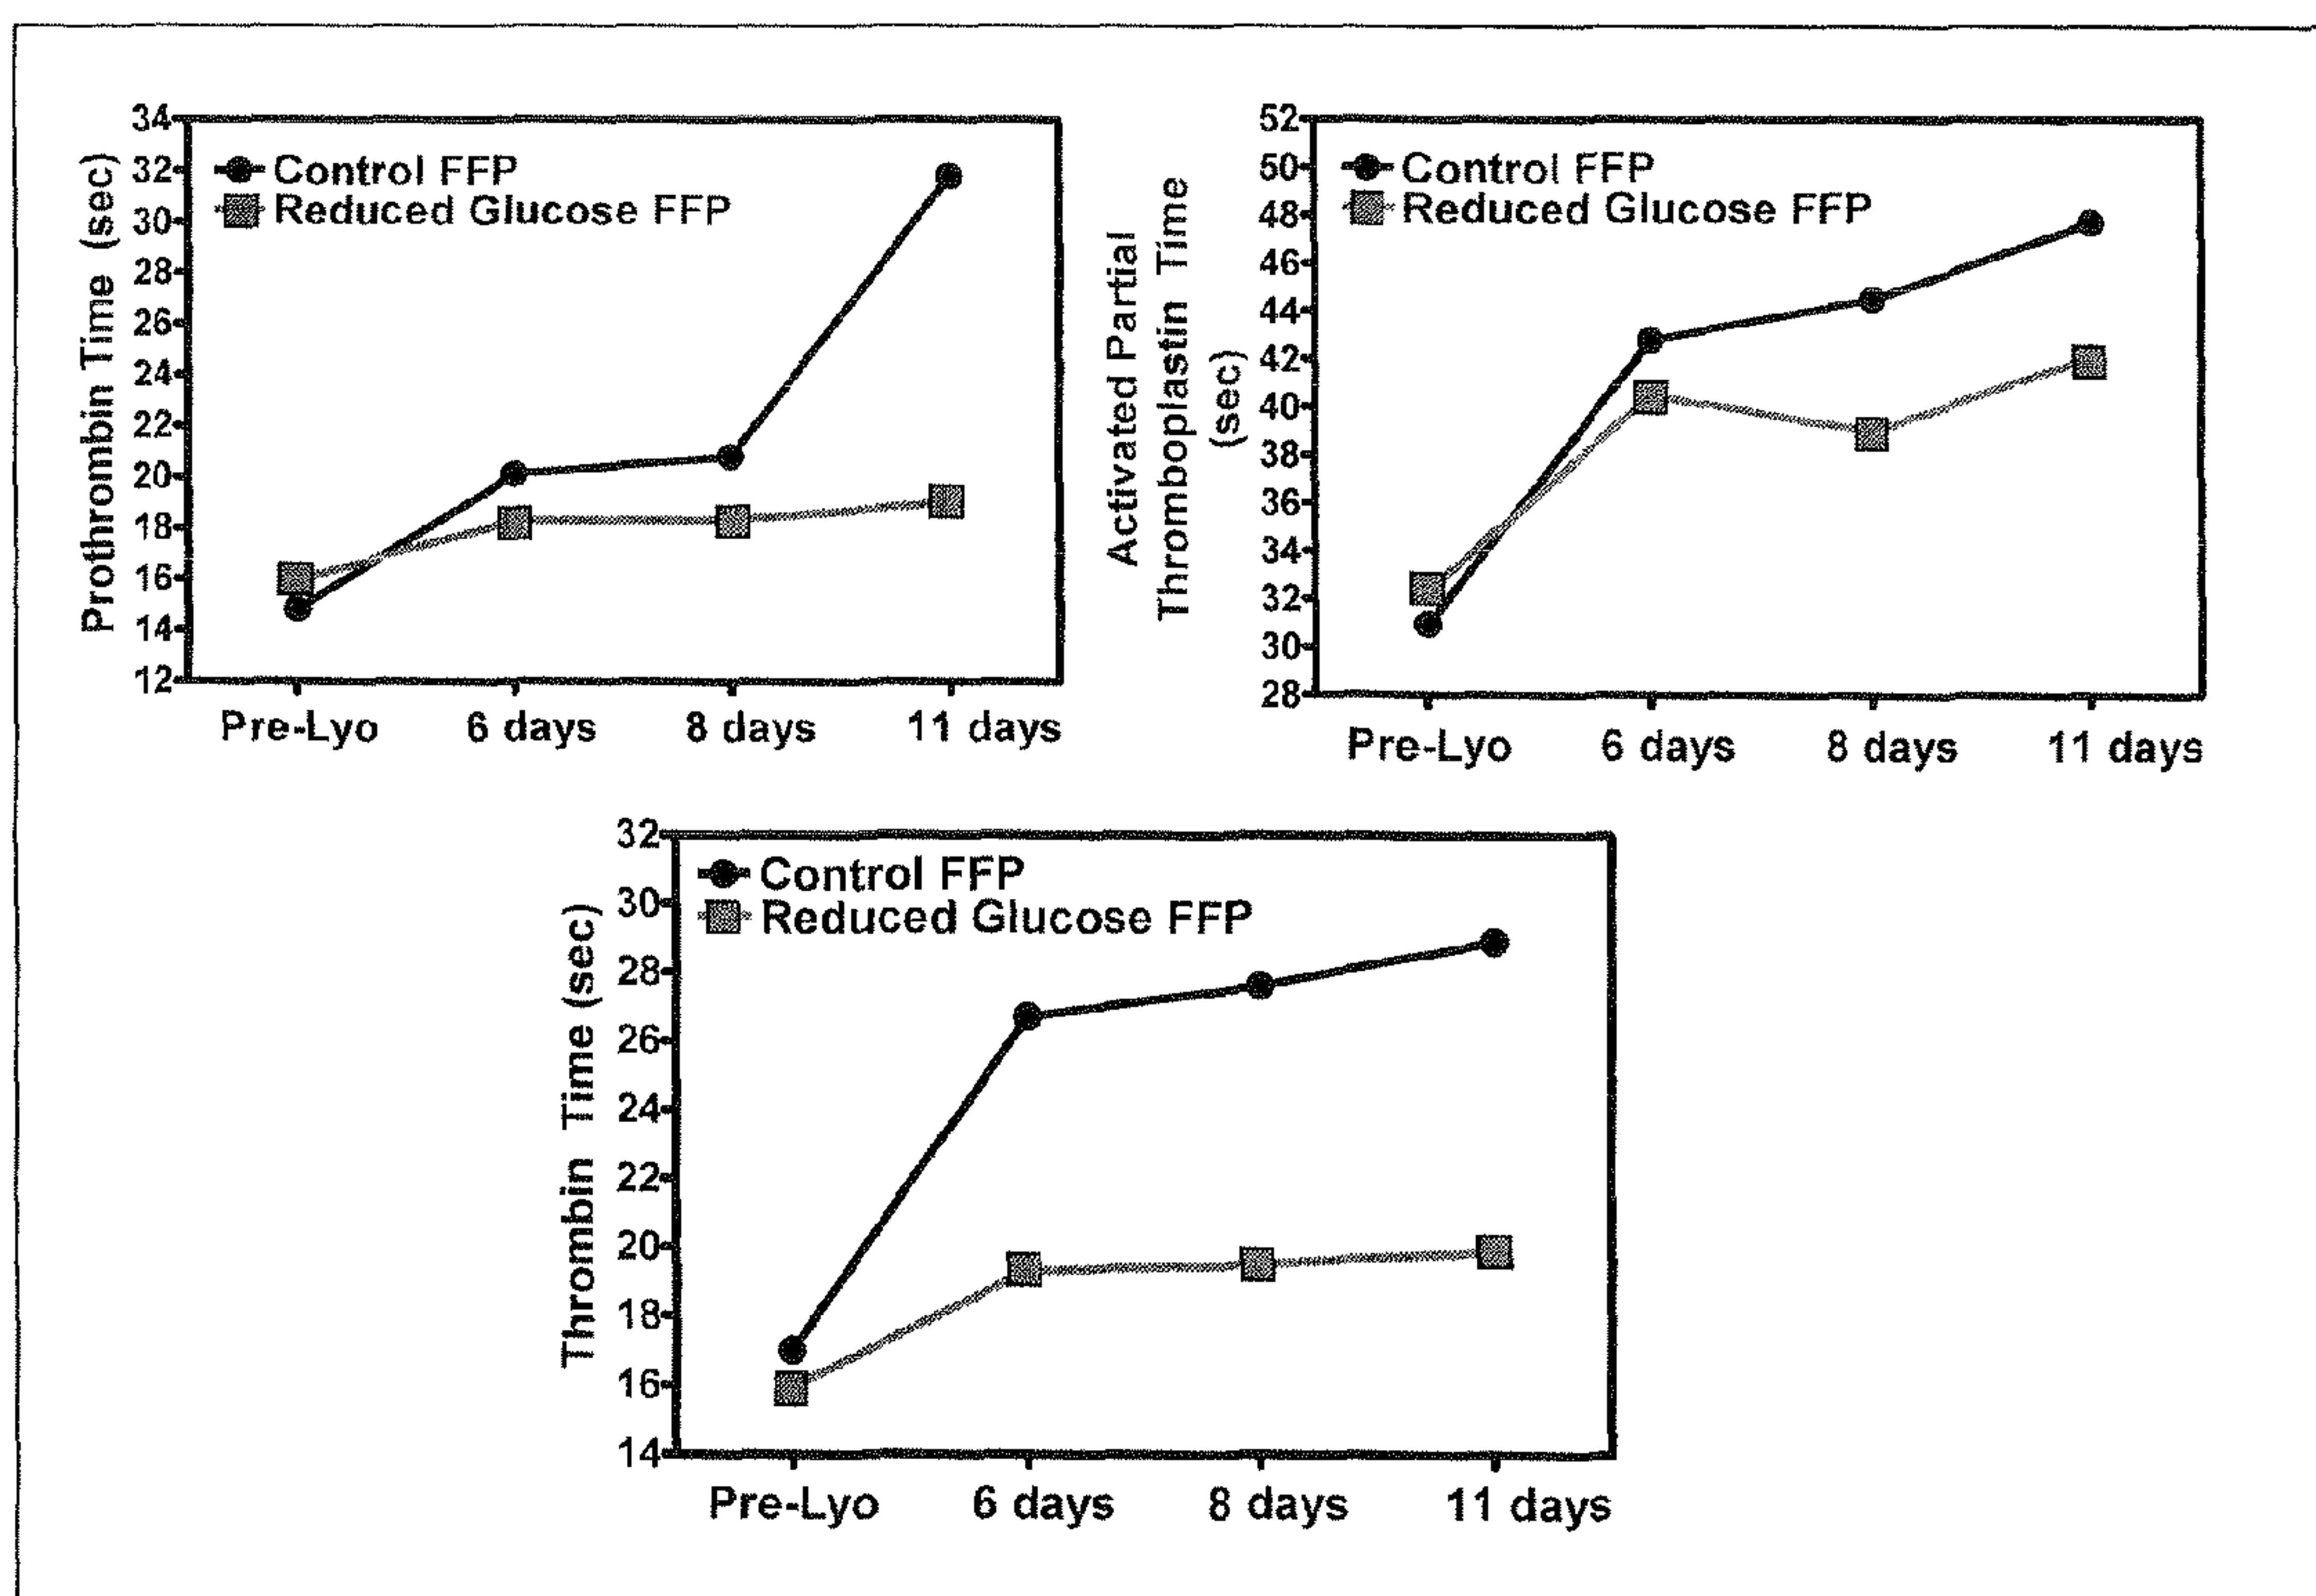 34
32
30
28
26
24
22
20
18
16
14
12
Prothrombin Time (sec)
Control FFP
Reduced Glucose FFP
Pre-Lyo 6 days 8 days 11 days
52
50
48
46
44
42
40
38
36
34
32
30
28
Activated Partial
Thromboplastin Time
(sec)
Control FFP
Reduced Glucose FFP
Pre-Lyo 6 days 8 days 11 days
32
30
28
26
24
22
20
18
16
14
Thrombin Time (sec)
Control FFP
Reduced Glucose FFP
Pre-Lyo 6 days 8 days 11 days